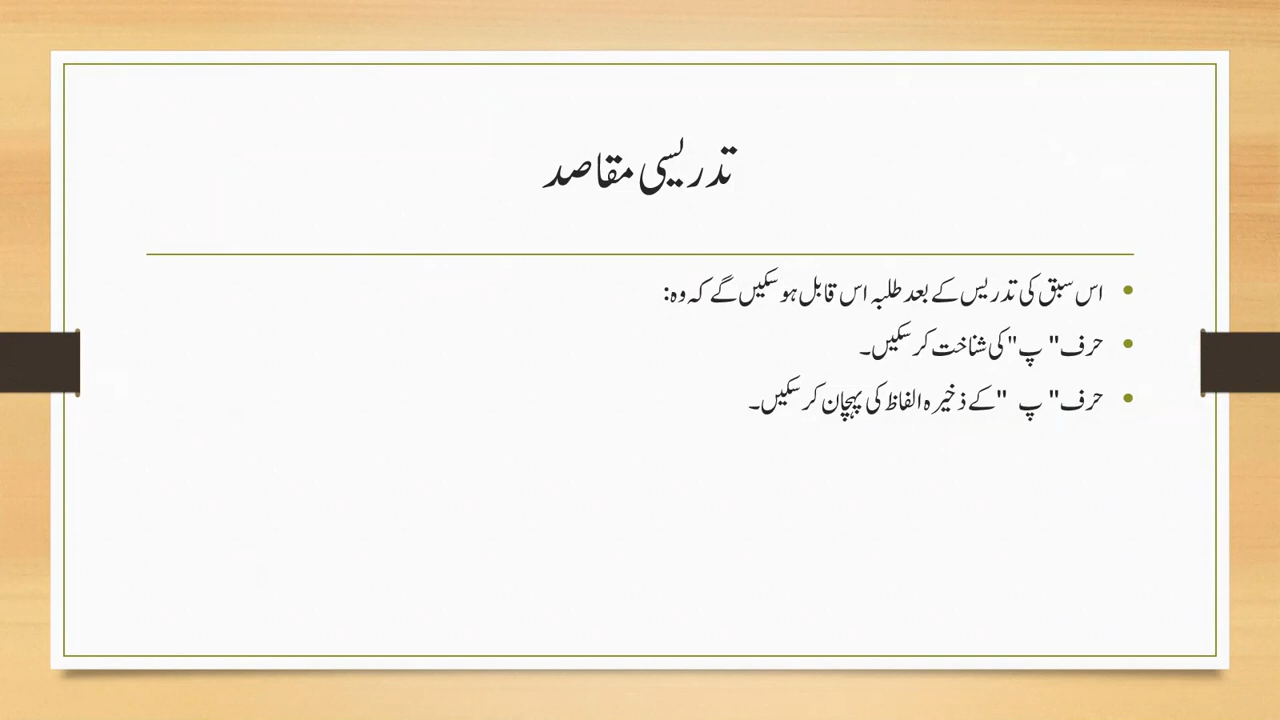 تدریسی مقاصد
• اس سبق کی تدریس کے بعد طلبہ اس قابل ہو سکیں گے کہ وہ:
• حرف" پ"کی شناخت کر سکیں۔
• حرف" پ "کے ذخیرہ الفاظ کی پہچان کر سکیں۔